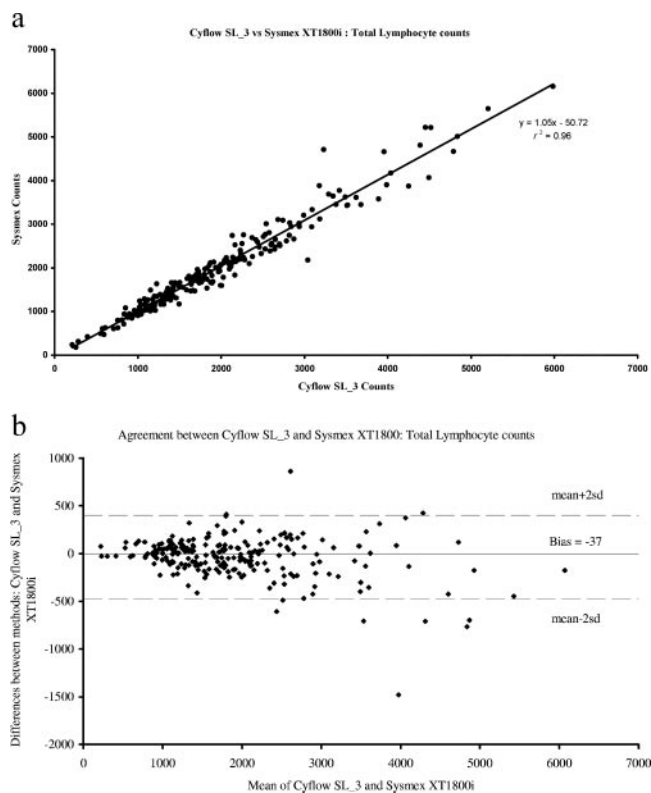 a
Cyflow SL_3 vs Sysmex XT1800i : Total Lymphocyte counts
7000
6000
5000
4000
3000
2000
1000
0
Sysmex Counts
y = 1.05x - 50.72
r² = 0.96
0 1000 2000 3000 4000 5000 6000 7000
Cyflow SL_3 Counts
b
Agreement between Cyflow SL_3 and Sysmex XT1800: Total Lymphocyte counts
Differences between methods: Cyflow SL_3 and Sysmex
XT1800i
1000
500
0
-500
-1000
-1500
-2000
mean+2sd
Bias = -37
mean-2sd
0 1000 2000 3000 4000 5000 6000 7000
Mean of Cyflow SL_3 and Sysmex XT1800i